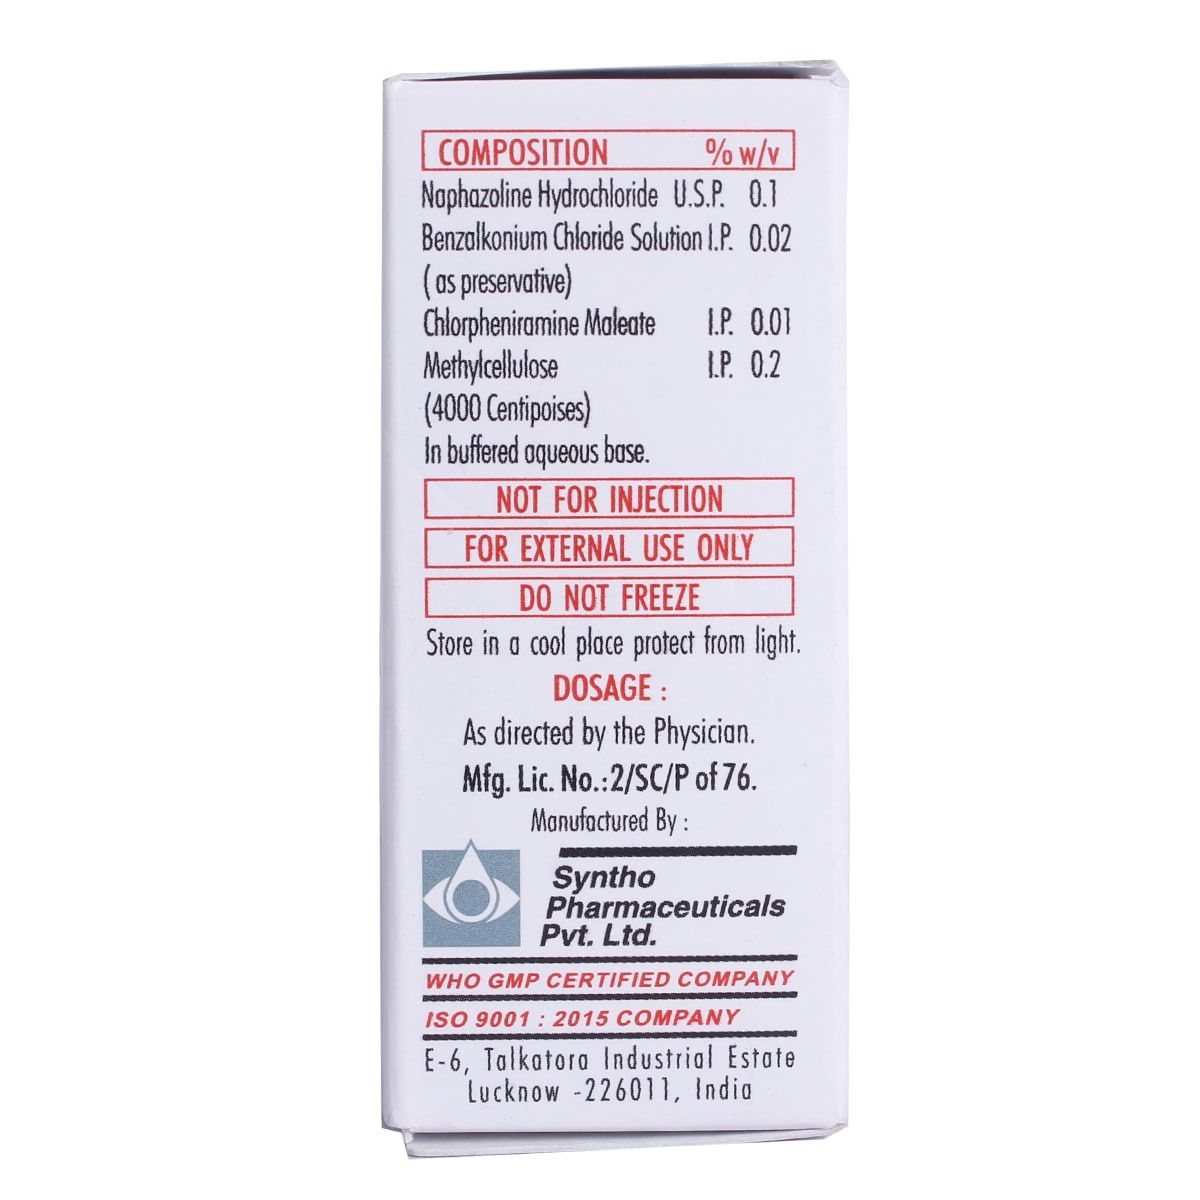 COMPOSITION % w/v
Naphazoline Hydrochloride U.S.P. 0.1
Benzalkonium Chloride Solution I.P. 0.02
( as preservative)
Chlorpheniramine Maleate I.P. 0.01
Methylcellulose I.P. 0.2
(4000 Centipoises)
In buffered aqueous base.
NOT FOR INJECTION
FOR EXTERNAL USE ONLY
DO NOT FREEZE
Store in a cool place protect from light.
DOSAGE :
As directed by the Physician.
Mfg. Lic. No.:2/SC/P of 76.
Manufactured By :
Syntho
Pharmaceuticals
Pvt. Ltd.
WHO GMP CERTIFIED COMPANY
ISO 9001 : 2015 COMPANY
E-6, Talkatora Industrial Estate
Lucknow -226011, India